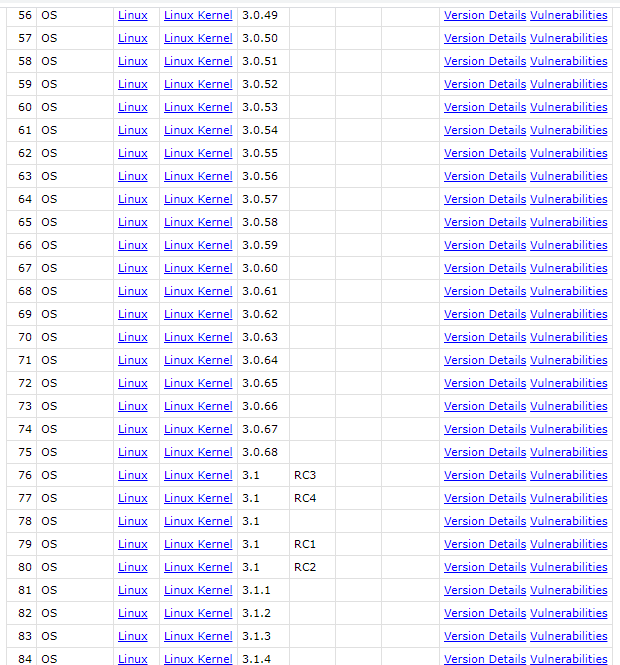 56 OS Linux Linux Kernel 3.0.49 Version Details Vulnerabilities
57 OS Linux Linux Kernel 3.0.50 Version Details Vulnerabilities
58 OS Linux Linux Kernel 3.0.51 Version Details Vulnerabilities
59 OS Linux Linux Kernel 3.0.52 Version Details Vulnerabilities
60 OS Linux Linux Kernel 3.0.53 Version Details Vulnerabilities
61 OS Linux Linux Kernel 3.0.54 Version Details Vulnerabilities
62 OS Linux Linux Kernel 3.0.55 Version Details Vulnerabilities
63 OS Linux Linux Kernel 3.0.56 Version Details Vulnerabilities
64 OS Linux Linux Kernel 3.0.57 Version Details Vulnerabilities
65 OS Linux Linux Kernel 3.0.58 Version Details Vulnerabilities
66 OS Linux Linux Kernel 3.0.59 Version Details Vulnerabilities
67 OS Linux Linux Kernel 3.0.60 Version Details Vulnerabilities
68 OS Linux Linux Kernel 3.0.61 Version Details Vulnerabilities
69 OS Linux Linux Kernel 3.0.62 Version Details Vulnerabilities
70 OS Linux Linux Kernel 3.0.63 Version Details Vulnerabilities
71 OS Linux Linux Kernel 3.0.64 Version Details Vulnerabilities
72 OS Linux Linux Kernel 3.0.65 Version Details Vulnerabilities
73 OS Linux Linux Kernel 3.0.66 Version Details Vulnerabilities
74 OS Linux Linux Kernel 3.0.67 Version Details Vulnerabilities
75 OS Linux Linux Kernel 3.0.68 Version Details Vulnerabilities
76 OS Linux Linux Kernel 3.1 RC3 Version Details Vulnerabilities
77 OS Linux Linux Kernel 3.1 RC4 Version Details Vulnerabilities
78 OS Linux Linux Kernel 3.1 Version Details Vulnerabilities
79 OS Linux Linux Kernel 3.1 RC1 Version Details Vulnerabilities
80 OS Linux Linux Kernel 3.1 RC2 Version Details Vulnerabilities
81 OS Linux Linux Kernel 3.1.1 Version Details Vulnerabilities
82 OS Linux Linux Kernel 3.1.2 Version Details Vulnerabilities
83 OS Linux Linux Kernel 3.1.3 Version Details Vulnerabilities
84 OS Linux Linux Kernel 3.1.4 Version Details Vulnerabilities